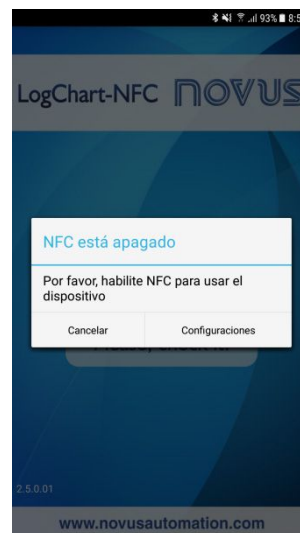 93% 8:5
LogChart-NFC NOVUS
NFC está apagado
Por favor, habilite NFC para usar el
dispositivo
Cancelar Configuraciones
2.5.0.01
www.novusautomation.com